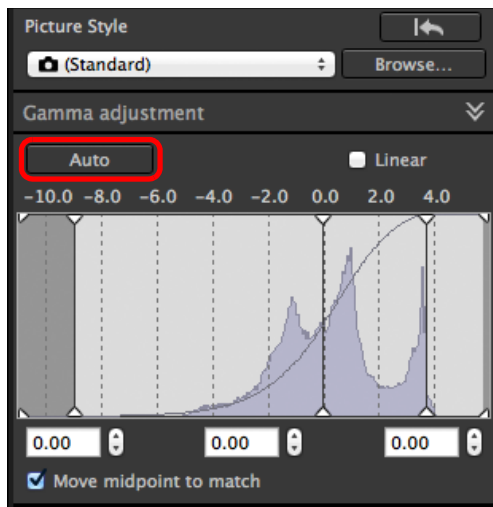 Picture Style
(Standard)
Browse...
Gamma adjustment
Auto
Linear
-10.0 -8.0 -6.0 -4.0 -2.0 0.0 2.0 4.0
0.00 0.00 0.00
Move midpoint to match